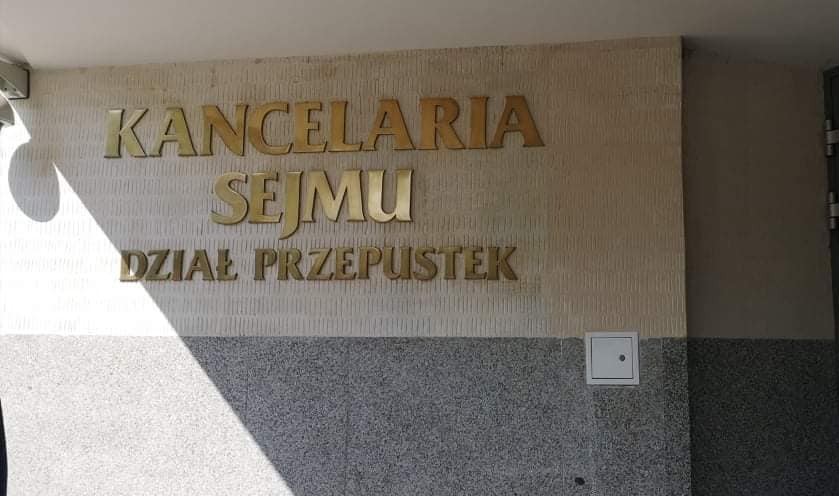 KANCELARIA
SEJMU
DZIAŁ PRZEPUSTEK